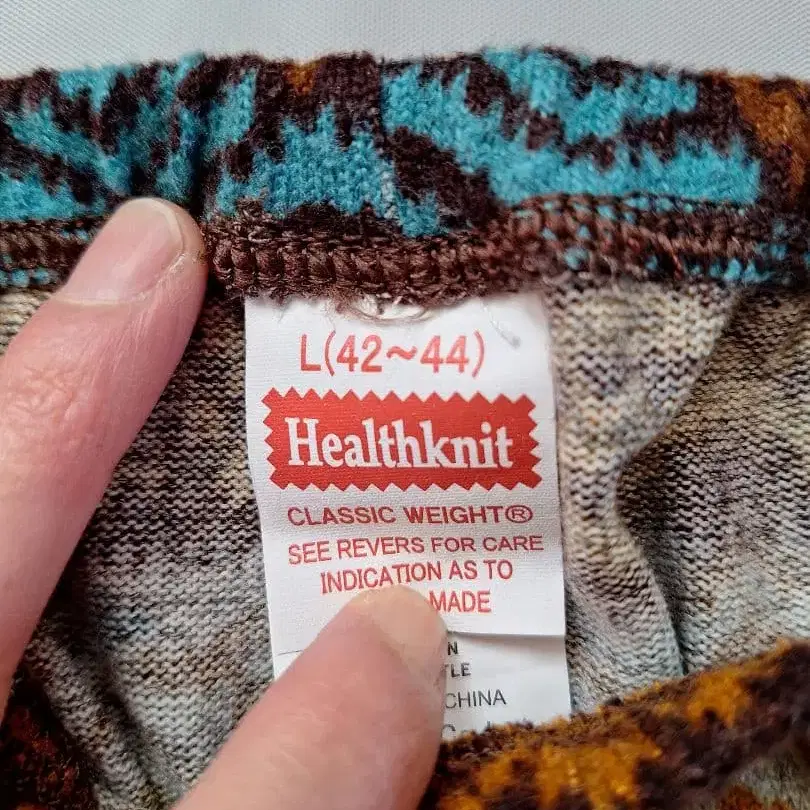 L(42~44)
Healthknit
CLASSIC WEIGHT®
SEE REVERS FOR CARE
INDICATION AS TO
MADE
CHINA